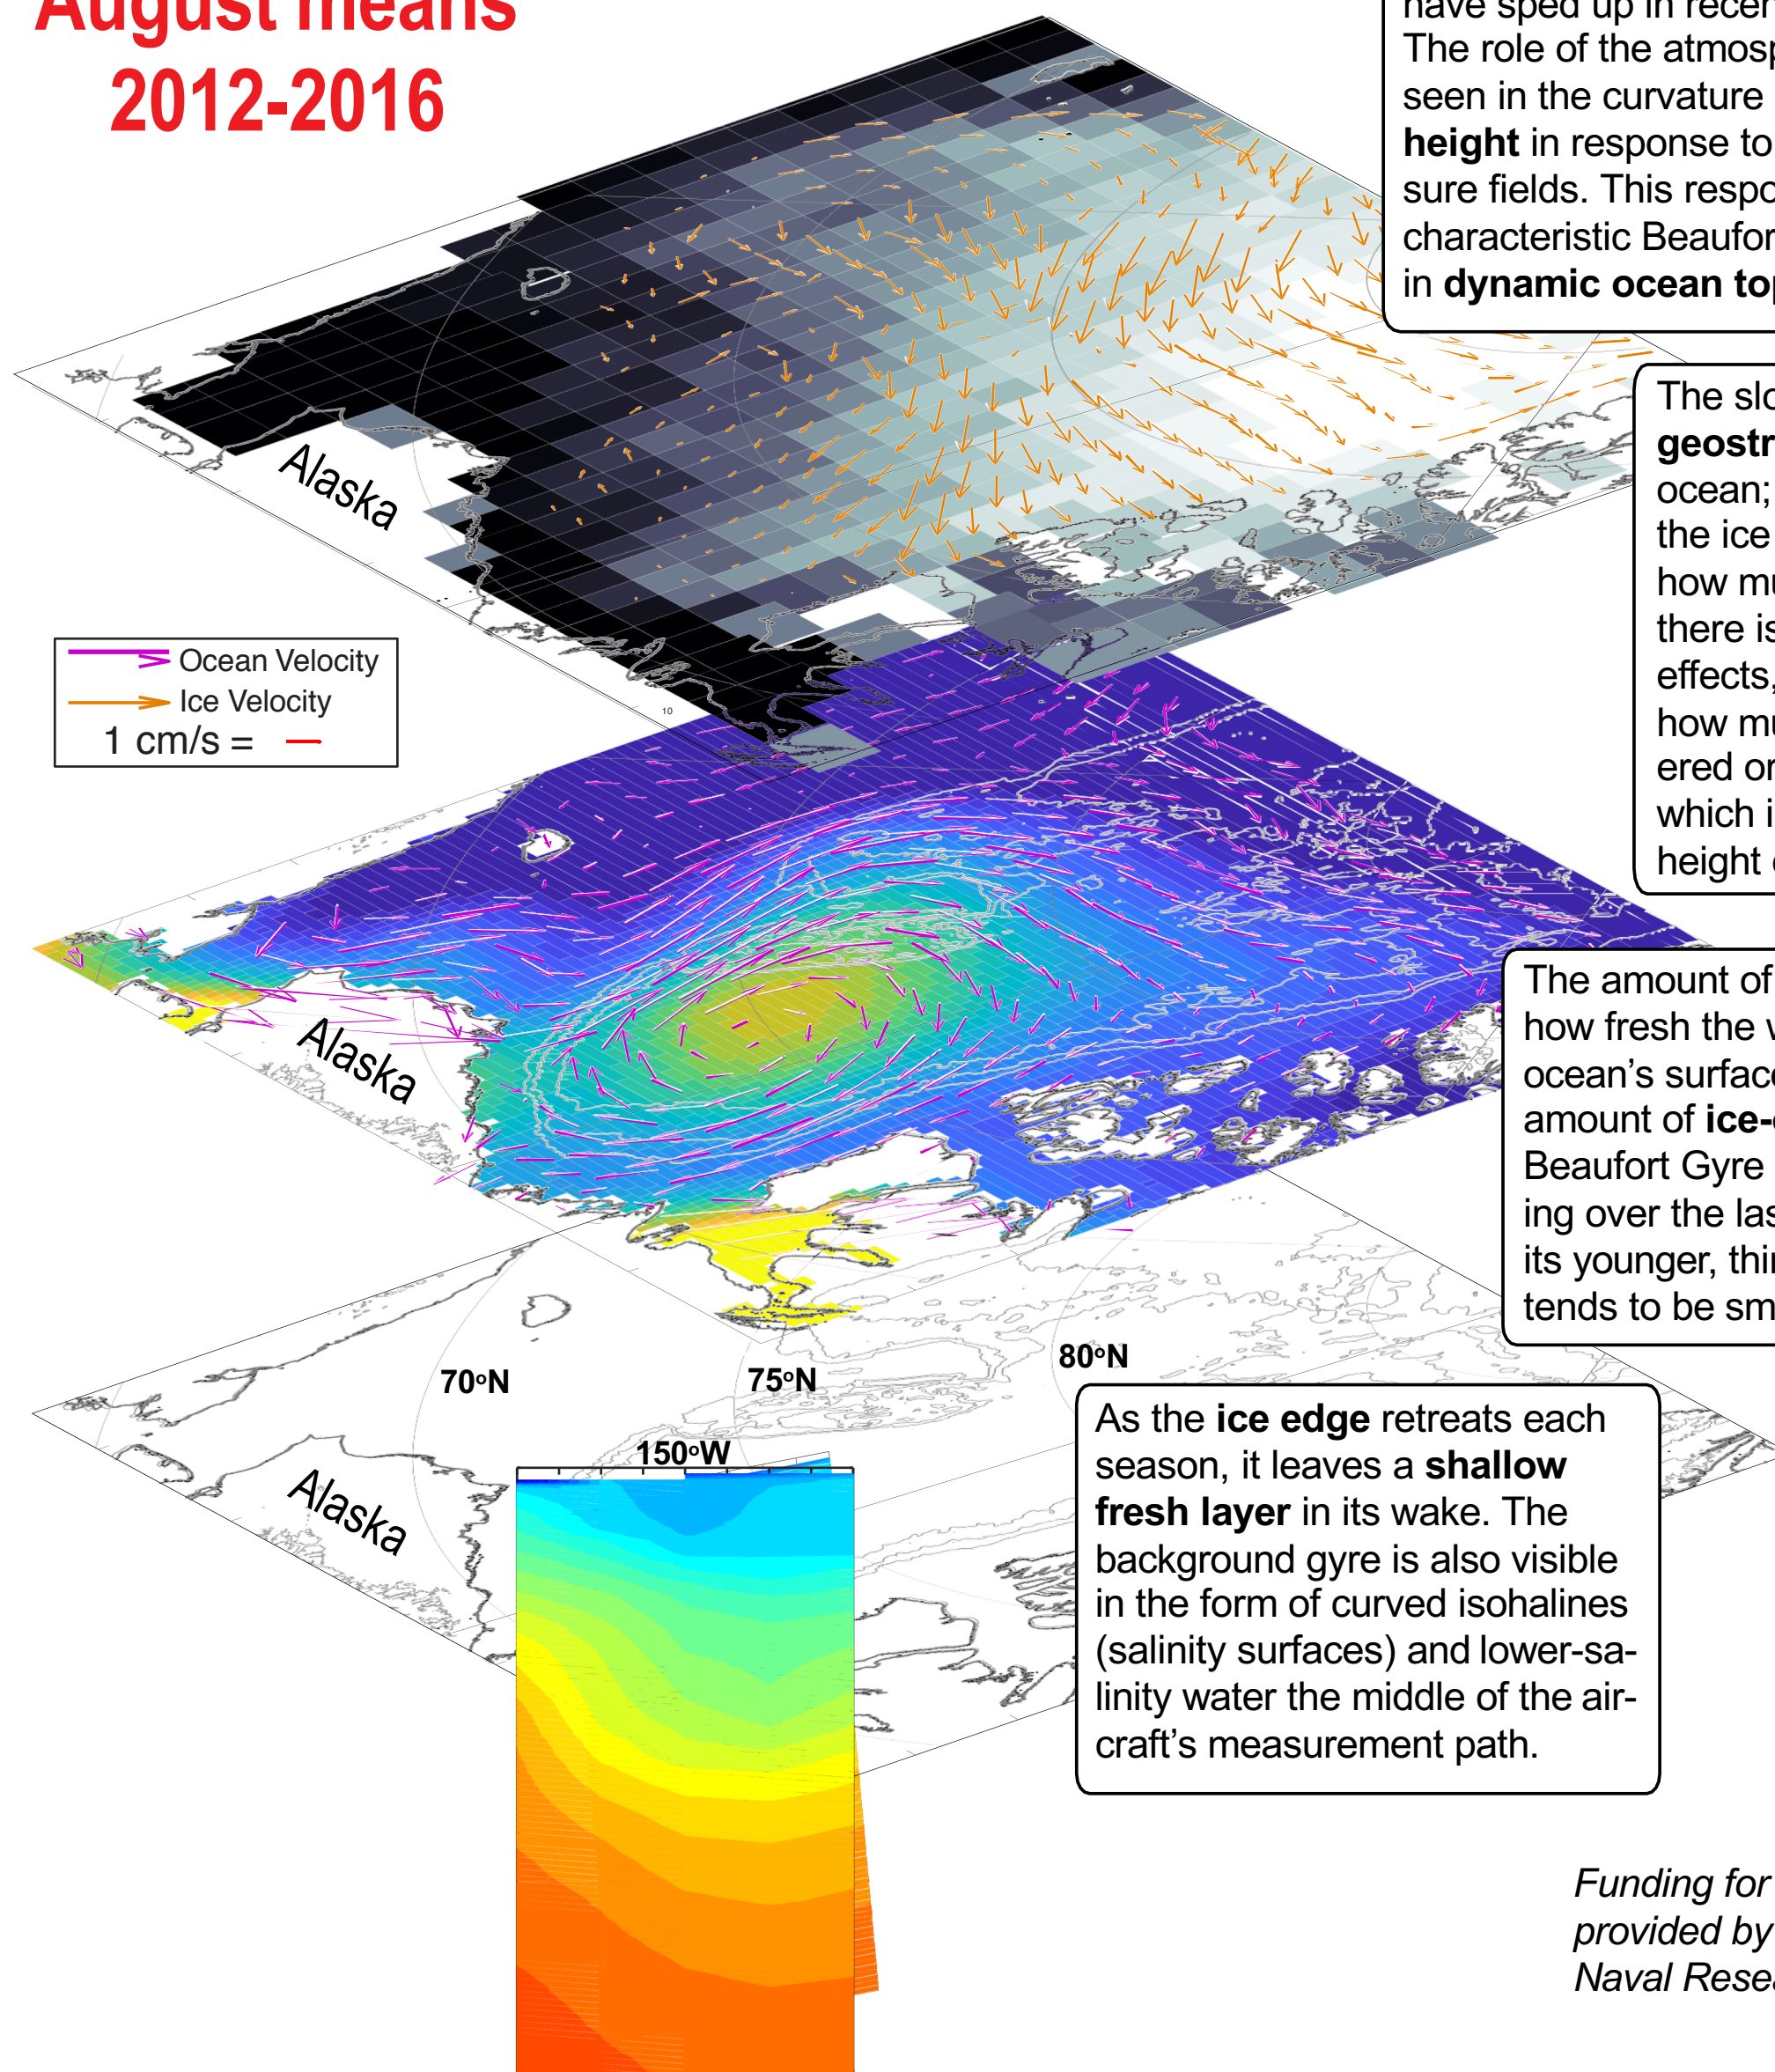 August means
2012-2016
have sped up in recen
The role of the atmosp
seen in the curvature
height in response to
sure fields. This respo
characteristic Beaufor
in dynamic ocean top
Alaska
The slo
geostr
ocean;
the ice
how mu
there is
effects,
how mu
ered or
which i
height
Ocean Velocity
Ice Velocity
1 cm/s =
10
Alaska
The amount of
how fresh the w
ocean's surface
amount of ice-
Beaufort Gyre
ing over the las
its younger, thin
tends to be sm
70°N
75°N
80°N
150°W
Alaska
As the ice edge retreats each
season, it leaves a shallow
fresh layer in its wake. The
background gyre is also visible
in the form of curved isohalines
(salinity surfaces) and lower-sa-
linity water the middle of the air-
craft's measurement path.
Funding for
provided by
Naval Resea